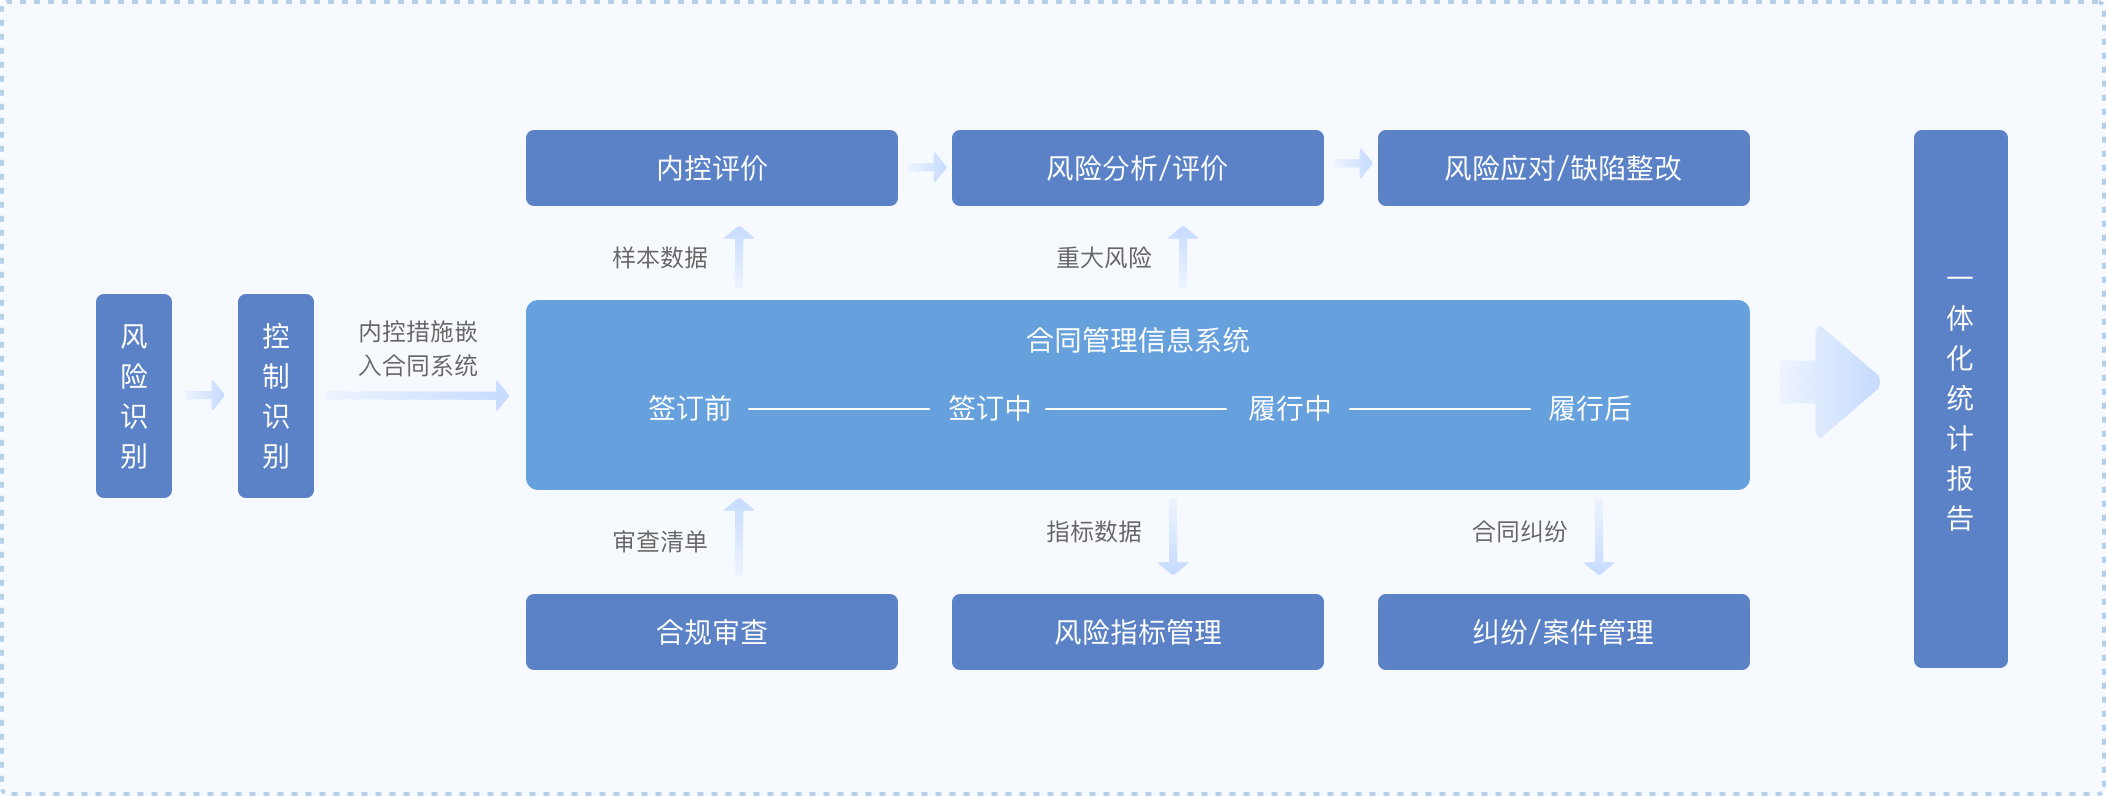 风险识别
控制识别
内控措施嵌
入合同系统
内控评价
风险分析/评价
风险应对/缺陷整改
样本数据
重大风险
合同管理信息系统
签订前
签订中
履行中
履行后
审查清单
指标数据
合同纠纷
合规审查
风险指标管理
纠纷/案件管理
一体化统计报告